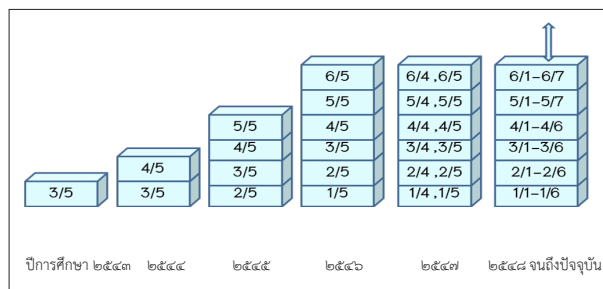 6/5 6/4 ,6/5 6/1-6/7
5/5 5/4 ,5/5 5/1-5/7
5/5 4/5 4/4 ,4/5 4/1-4/6
4/5 4/5 3/5 3/4 ,3/5 3/1-3/6
3/5 2/5 2/4 ,2/5 2/1-2/6
3/5 3/5 2/5 1/5 1/4 ,1/5 1/1-1/6
ปีการศึกษา ๒๕๔๓ ๒๕๔๔ ๒๕๔๕ ๒๕๔๖ ๒๕๔๗ ๒๕๔๘ จนถึงปัจจุบัน